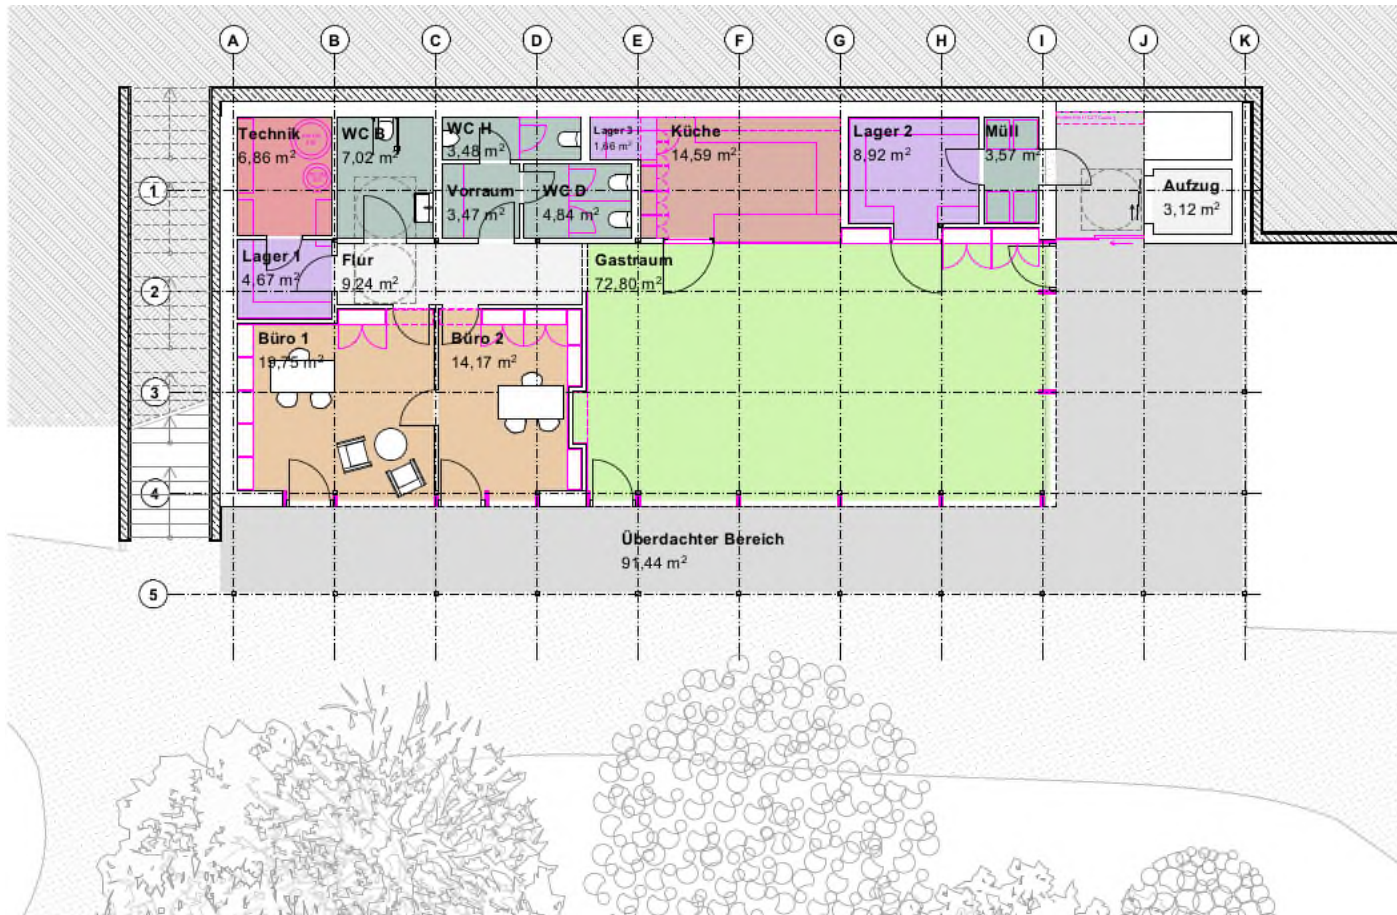 A B C D E F G H I J K
Technik
6,86 m²
WC B
7,02 m²
WC H
3,48 m²
Lager 3
1,66 m²
Küche
14,59 m²
Lager 2
8,92 m²
Müll
3,57 m²
1
Vorraum
3,47 m²
WC D
4,84 m²
Aufzug
3,12 m²
Lager 1
4,67 m²
Flur
9,24 m²
Gastraum
72,80 m²
2
Büro 1
19,75 m²
Büro 2
14,17 m²
3
4
Überdachter Bereich
91,44 m²
5